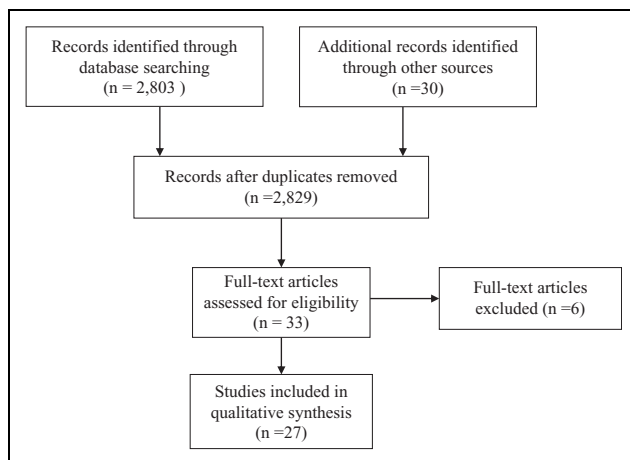 Records identified through
database searching
(n = 2,803 )
Additional records identified
through other sources
(n =30)
Records after duplicates removed
(n =2,829)
Full-text articles
assessed for eligibility
(n = 33)
Full-text articles
excluded (n =6)
Studies included in
qualitative synthesis
(n =27)